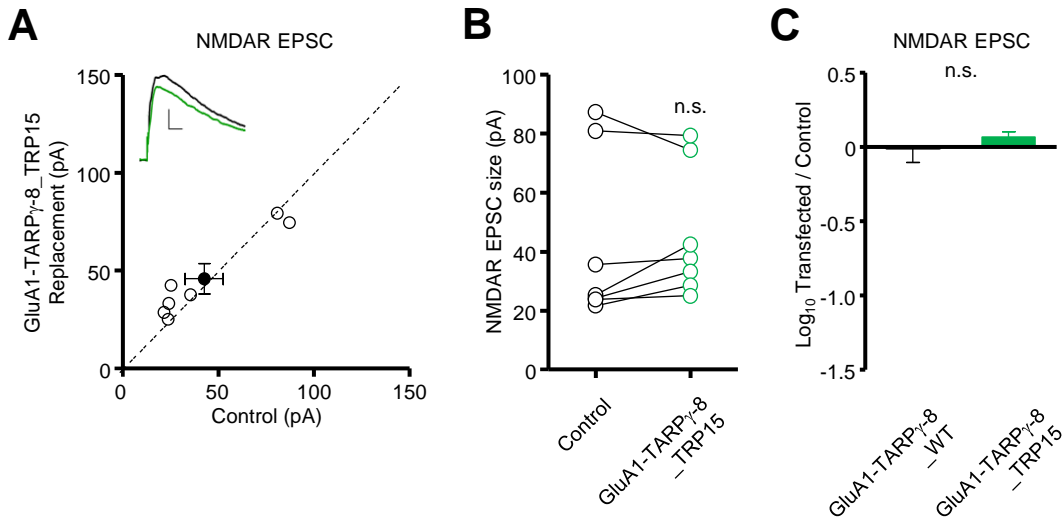 A
NMDAR EPSC
GluA1-TARPγ-8_TRP15
Replacement (pA)
150
100
50
0
0
50
100
150
Control (pA)
B
NMDAR EPSC size (pA)
100
80
60
40
20
0
n.s.
Control
GluA1-TARPγ-8
_TRP15
C
NMDAR EPSC
n.s.
Log₁₀ Transfected / Control
0.5
0
-0.5
-1.0
-1.5
GluA1-TARPγ-8
_WT
GluA1-TARPγ-8
_TRP15